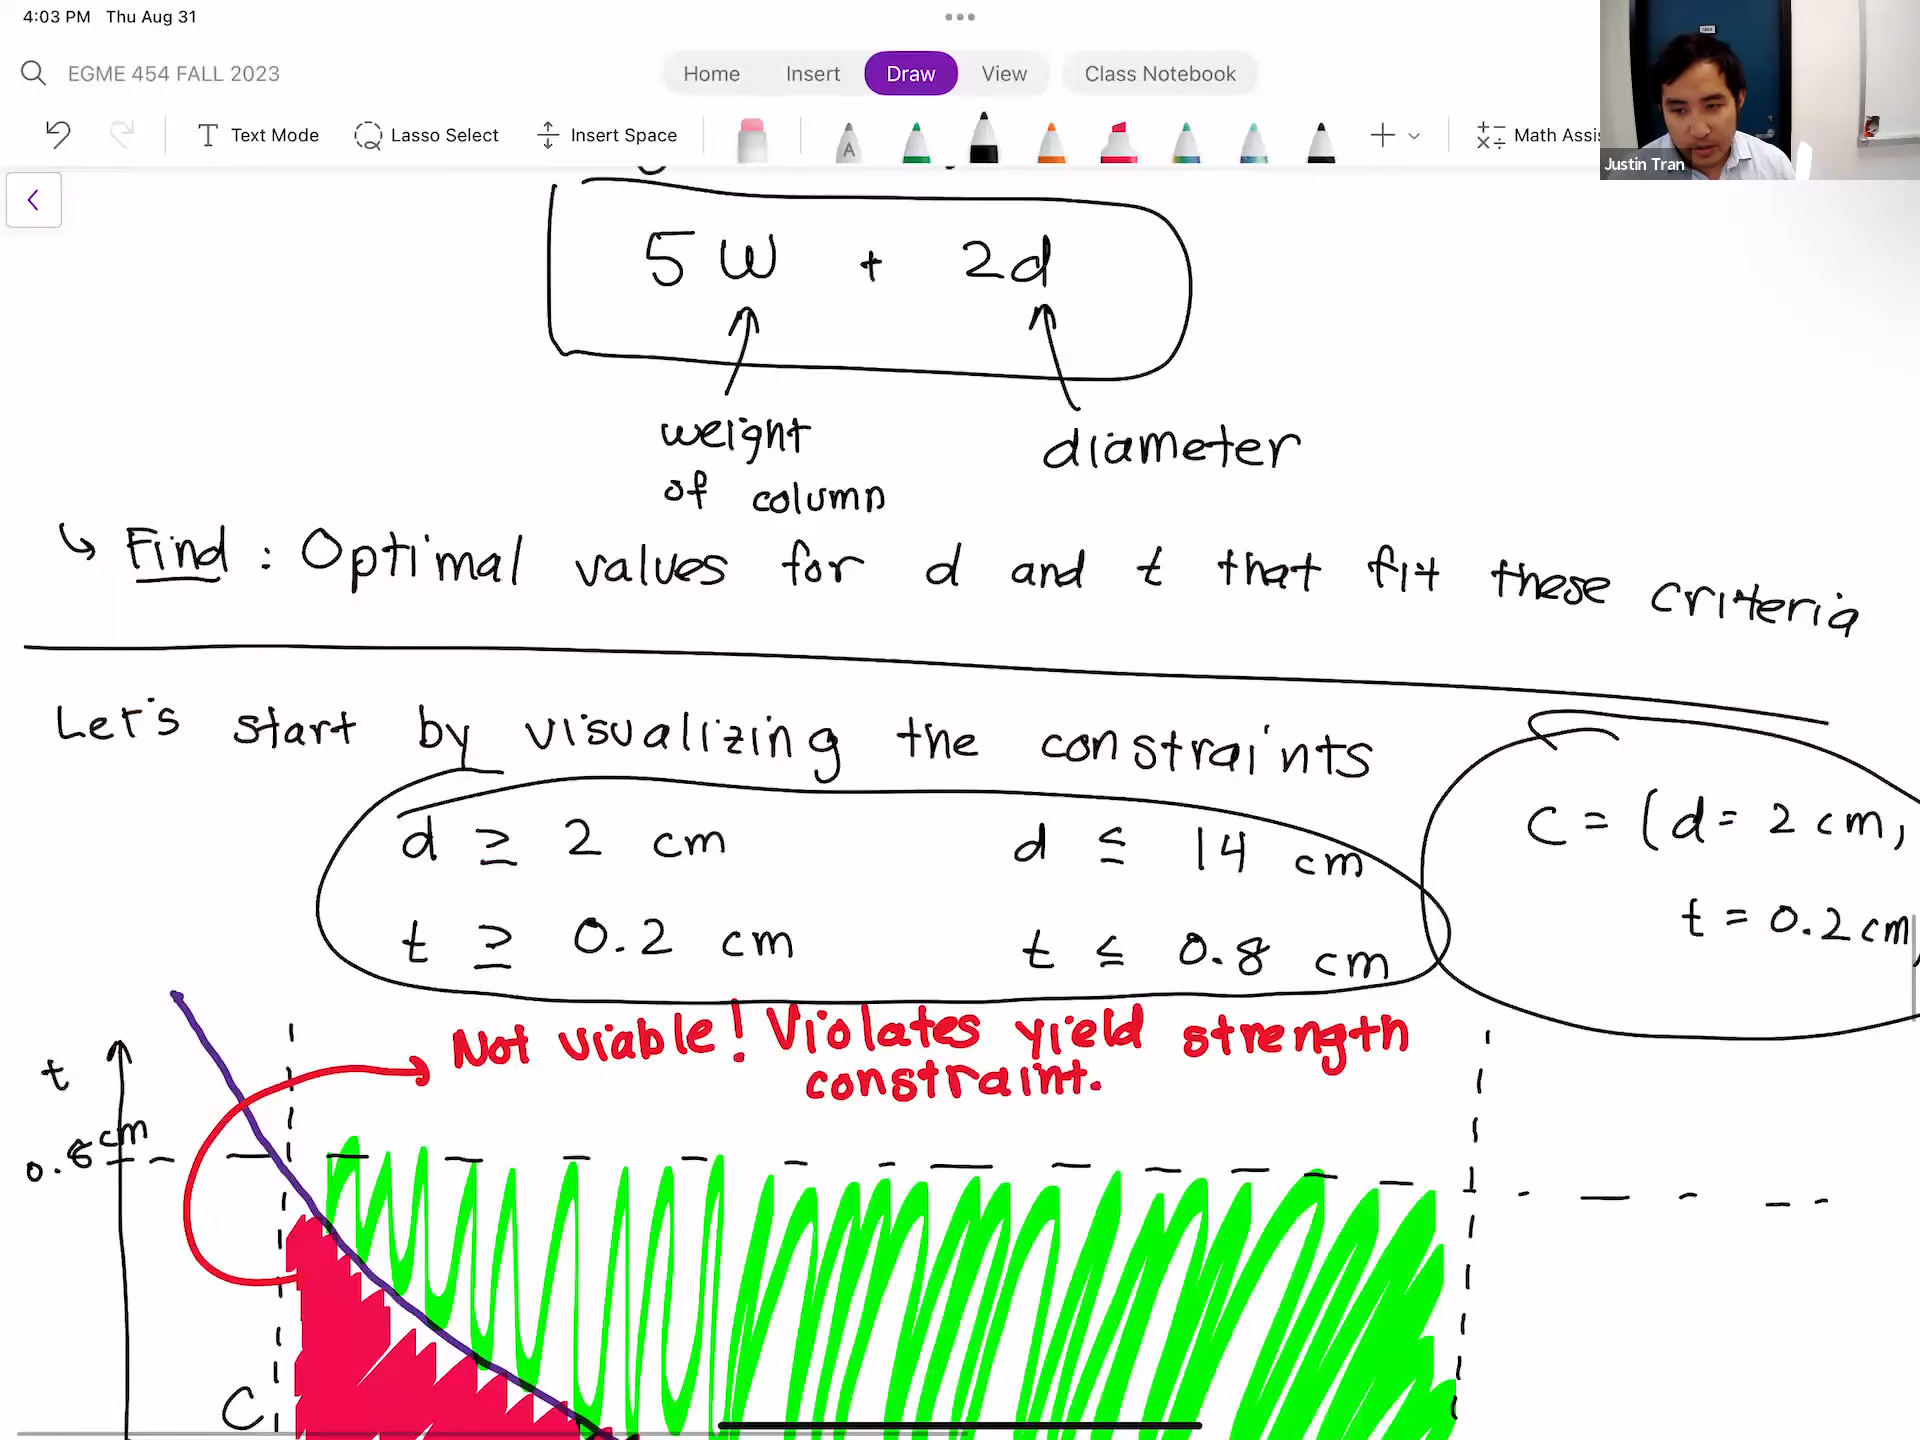 4:03 PM Thu Aug 31
EGME 454 FALL 2023
Home Insert Draw View Class Notebook
Text Mode Lasso Select Insert Space A Math Assis
Justin Tran
5 W + 2d
weight of column
diameter
Find : Optimal values for d and t that fit these criteria
Let's start by visualizing the constraints
d ≥ 2 cm d ≤ 14 cm
t ≥ 0.2 cm t ≤ 0.8 cm
C = (d = 2 cm,
t = 0.2 cm
Not viable! Violates yield strength
constraint.
t
0.8 cm
C